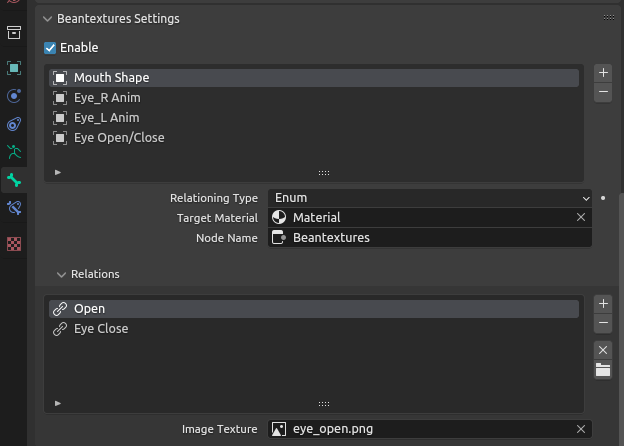 Beantextures Settings
Enable
Mouth Shape
Eye_R Anim
Eye_L Anim
Eye Open/Close
Relationing Type Enum
Target Material Material
Node Name Beantextures
Relations
Open
Eye Close
Image Texture eye_open.png